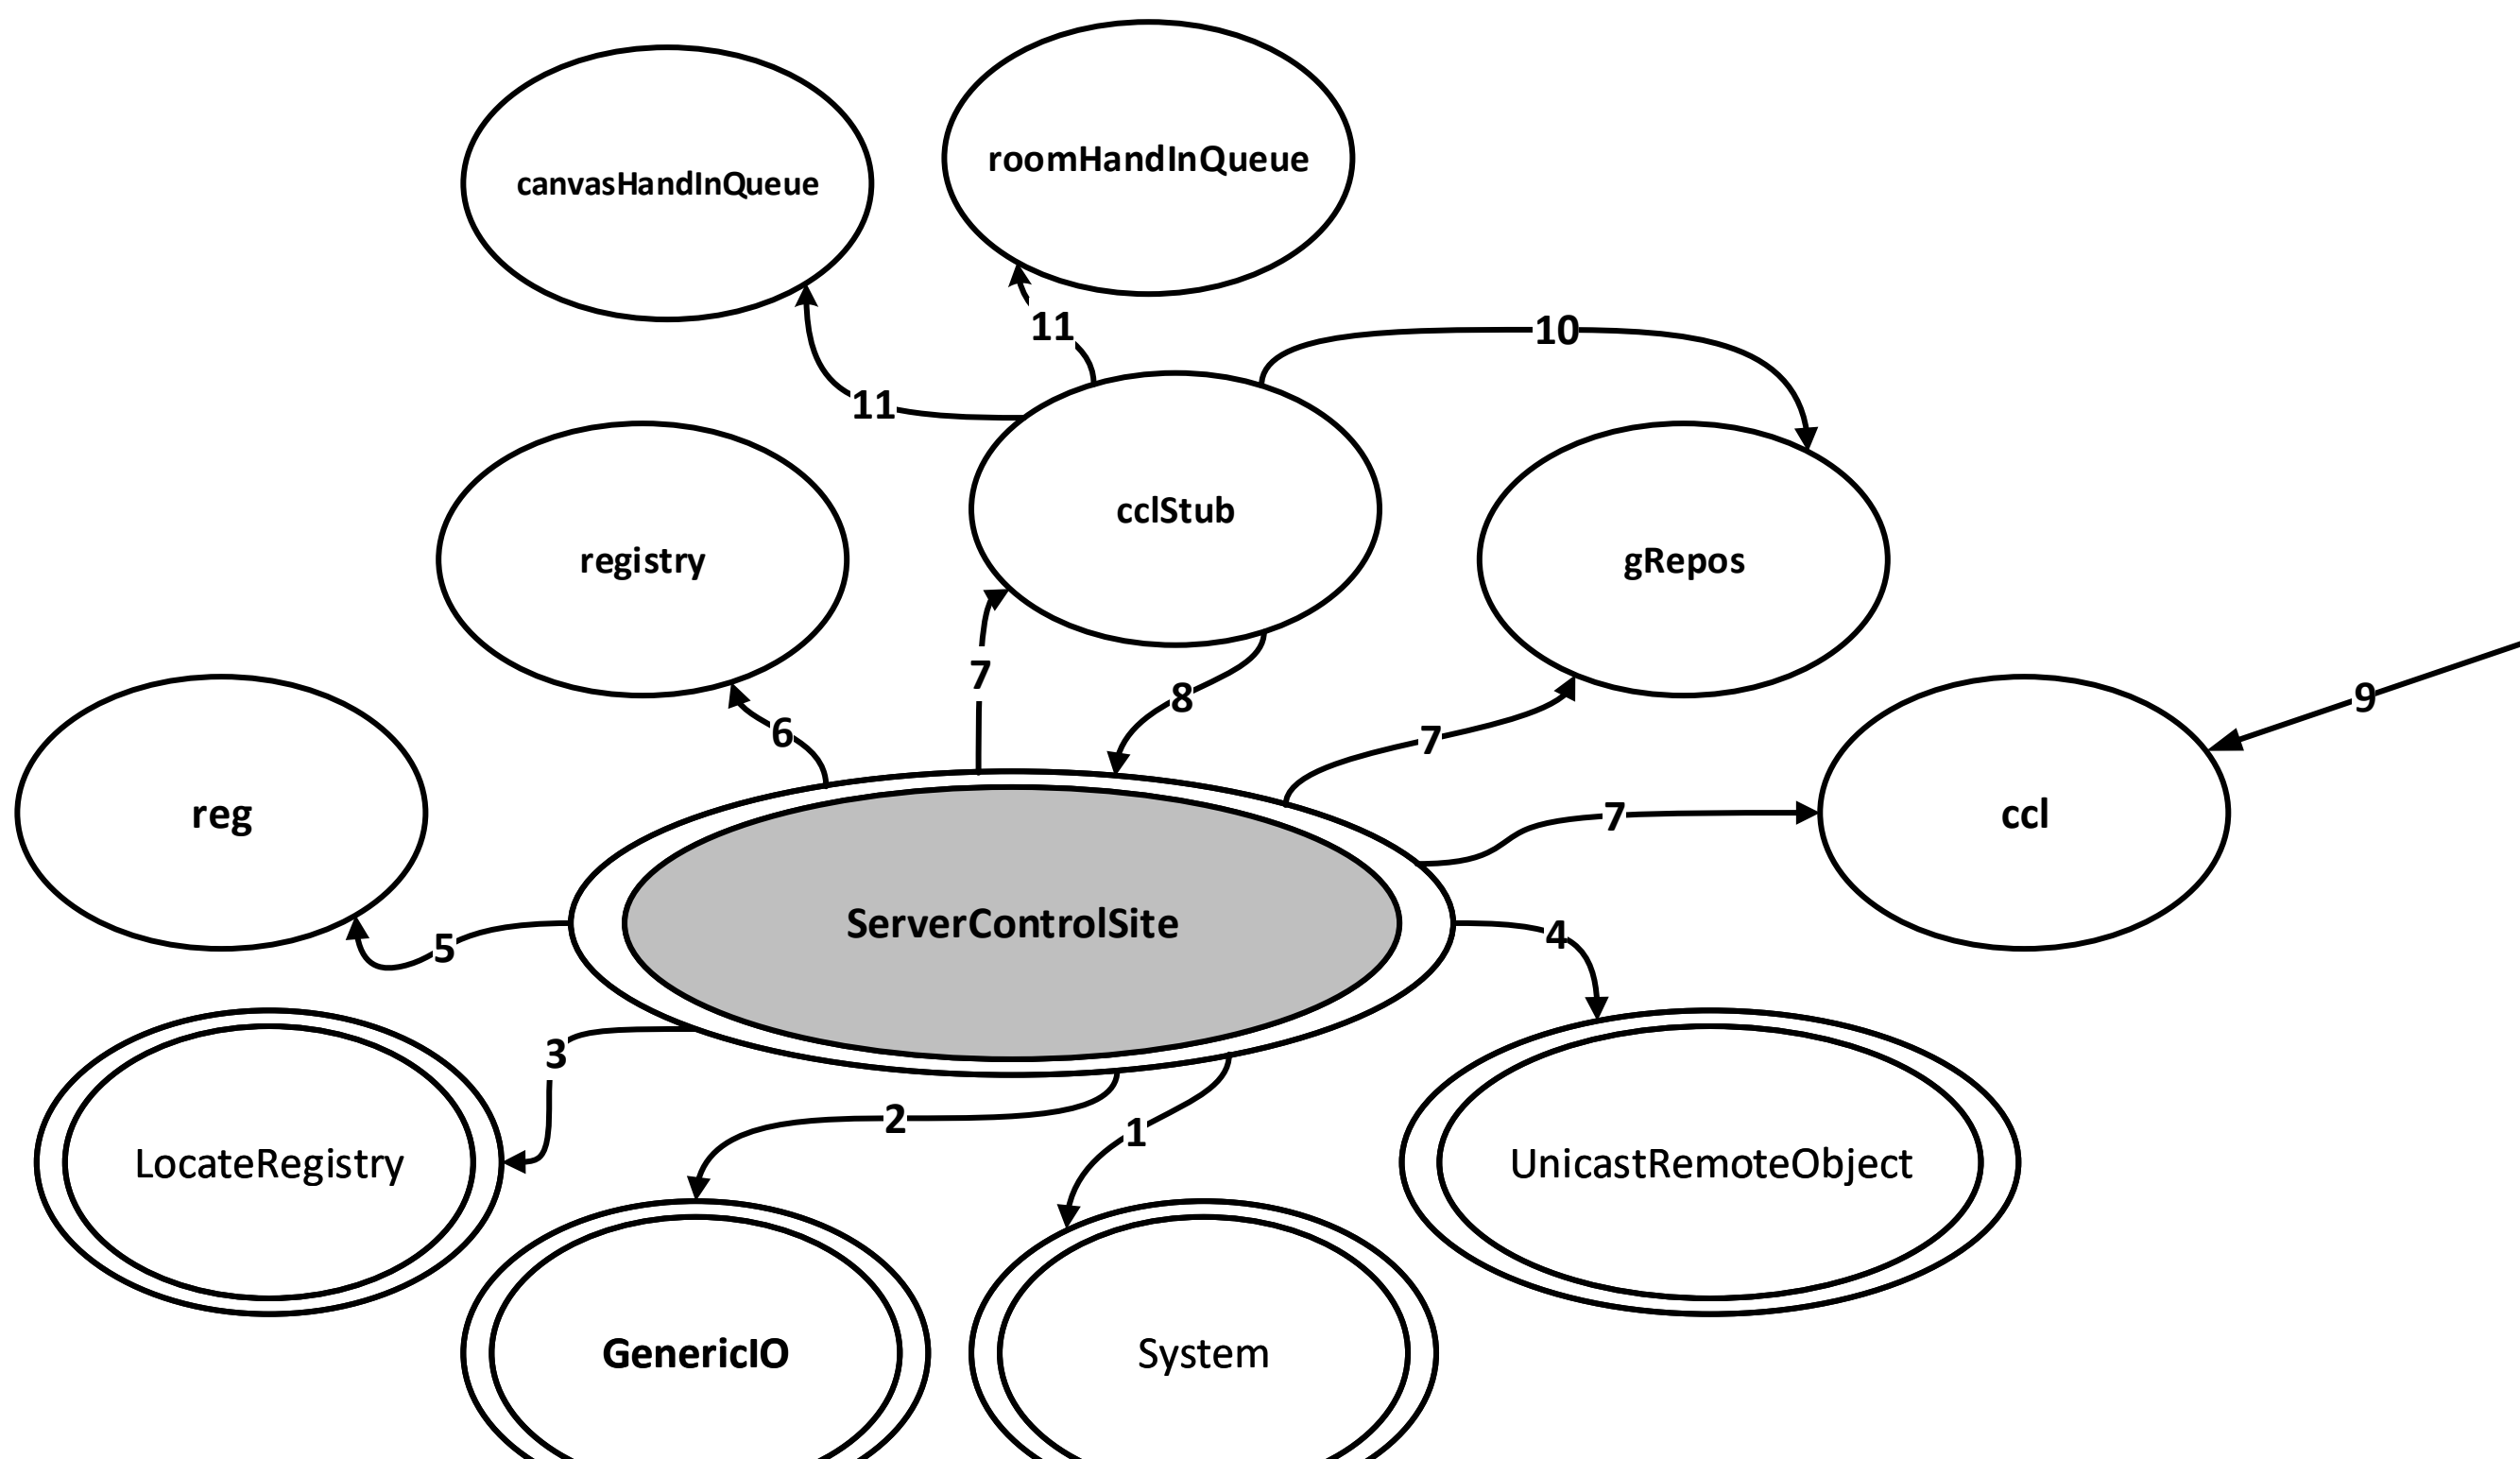 roomHandInQueue
canvasHandInQueue
11
10
11
cclStub
registry
gRepos
7
8
9
6
7
reg
7
ccl
ServerControlSite
5
4
3
2
1
LocateRegistry
UnicastRemoteObject
GenericIO
System